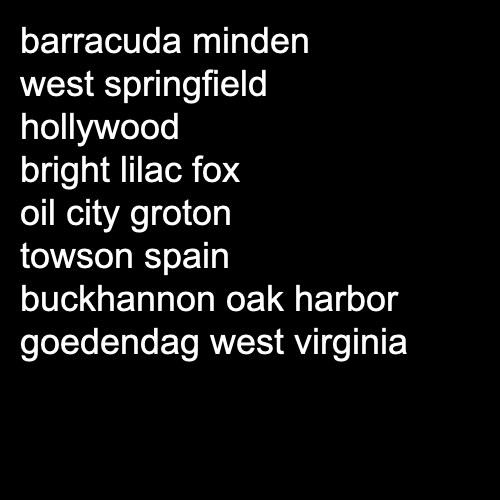 barracuda minden
west springfield
hollywood
bright lilac fox
oil city groton
towson spain
buckhannon oak harbor
goedendag west virginia